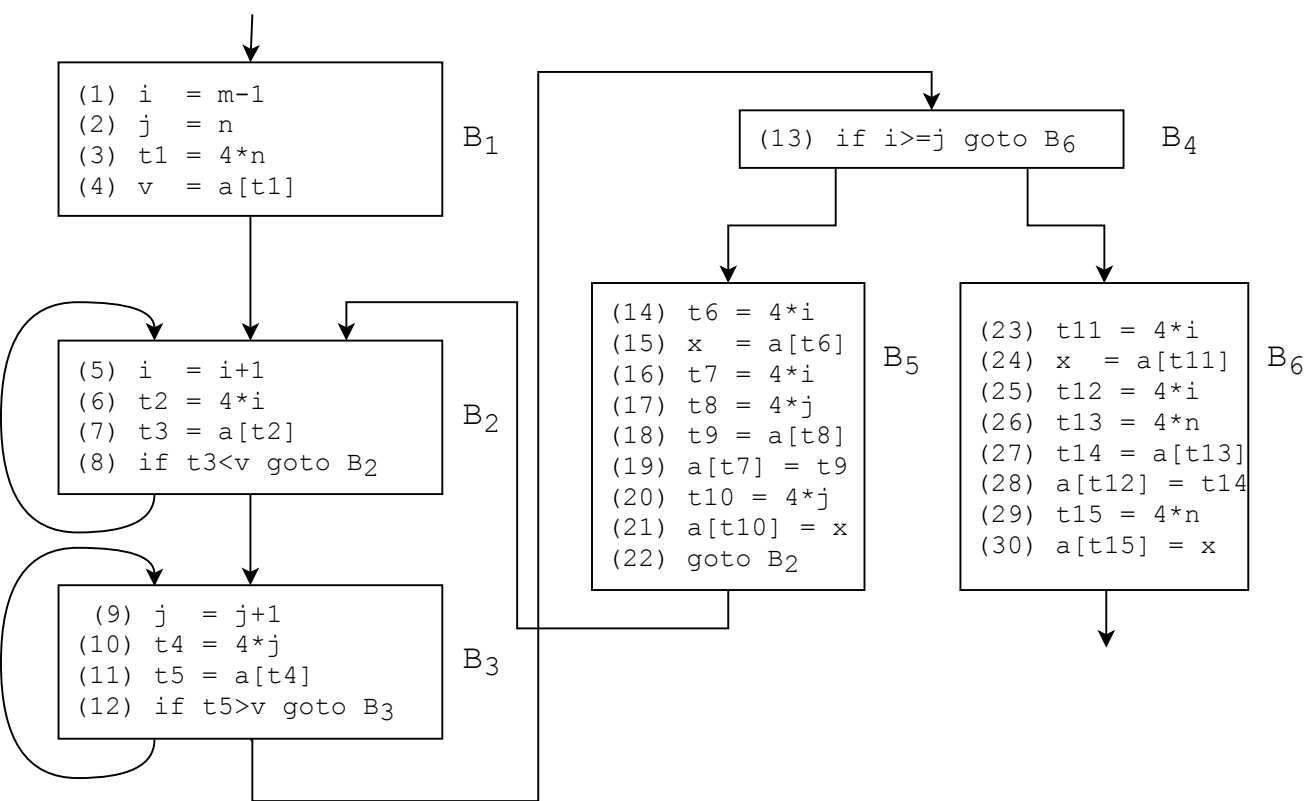 (1) i = m-1
(2) j = n
(3) t1 = 4*n
(4) v = a[t1]
B1
(5) i = i+1
(6) t2 = 4*i
(7) t3 = a[t2]
(8) if t3<v goto B2
B2
(9) j = j+1
(10) t4 = 4*j
(11) t5 = a[t4]
(12) if t5>v goto B3
B3
(13) if i>=j goto B6
B4
(14) t6 = 4*i
(15) x = a[t6]
(16) t7 = 4*i
(17) t8 = 4*j
(18) t9 = a[t8]
(19) a[t7] = t9
(20) t10 = 4*j
(21) a[t10] = x
(22) goto B2
B5
(23) t11 = 4*i
(24) x = a[t11]
(25) t12 = 4*i
(26) t13 = 4*n
(27) t14 = a[t13]
(28) a[t12] = t14
(29) t15 = 4*n
(30) a[t15] = x
B6